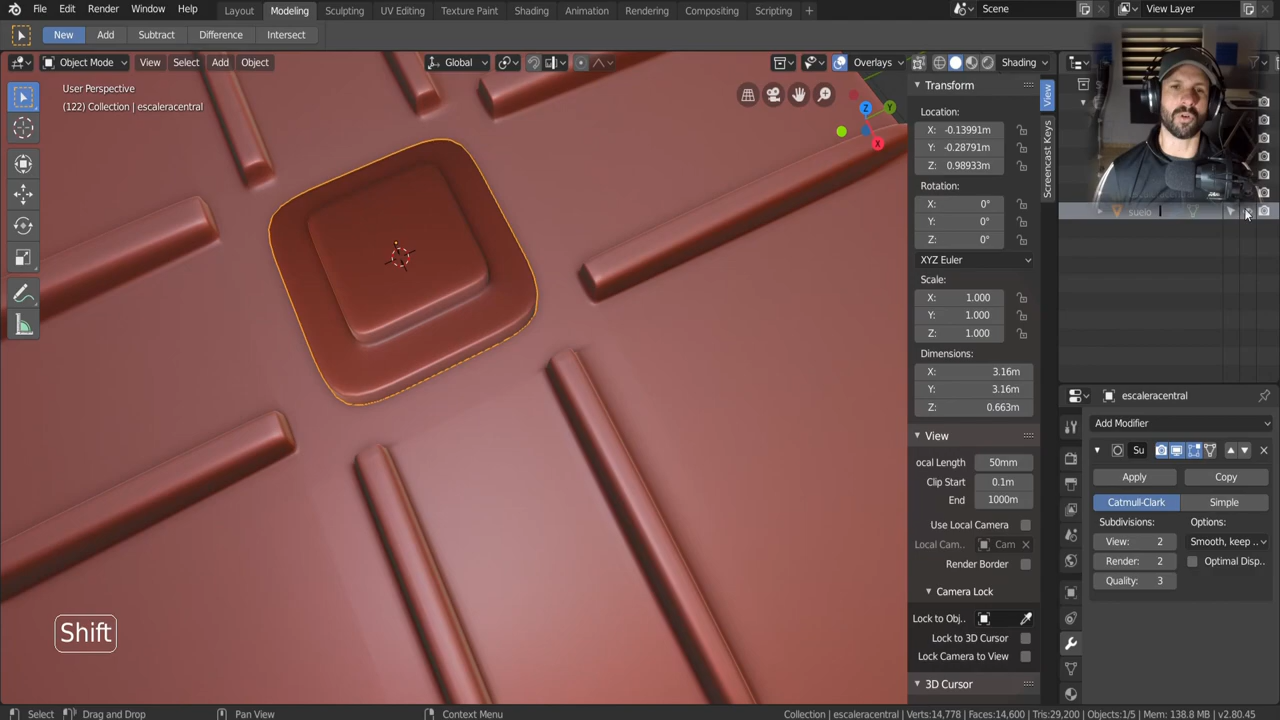 File Edit Render Window Help
Layout Modeling Sculpting UV Editing Texture Paint Shading Animation Rendering Compositing Scripting +
Scene
View Layer
New Add Subtract Difference Intersect
Object Mode View Select Add Object
Global
Overlays
Shading
User Perspective
(122) Collection | escaleracentral
Z
Y
X
Transform
Location:
X: -0.13991m
Y: -0.28791m
Z: 0.98933m
Rotation:
X: 0°
Y: 0°
Z: 0°
XYZ Euler
Scale:
X: 1.000
Y: 1.000
Z: 1.000
Dimensions:
X: 3.16m
Y: 3.16m
Z: 0.663m
View
ocal Length 50mm
Clip Start 0.1m
End 1000m
Use Local Camera
Local Cam.. Cam
Render Border
Camera Lock
Lock to Obj..
Lock to 3D Cursor
Lock Camera to View
3D Cursor
View
Screencast Keys
suelo
escaleracentral
Add Modifier
Su
Apply Copy
Catmull-Clark Simple
Subdivisions: Options:
View: 2 Smooth, keep ..
Render: 2 Optimal Disp..
Quality: 3
Shift
Select Drag and Drop Pan View Context Menu
Collection | escaleracentral | Verts:14,778 | Faces:14,600 | Tris:29,200 | Objects:1/5 | Mem: 138.8 MB | v2.80.45